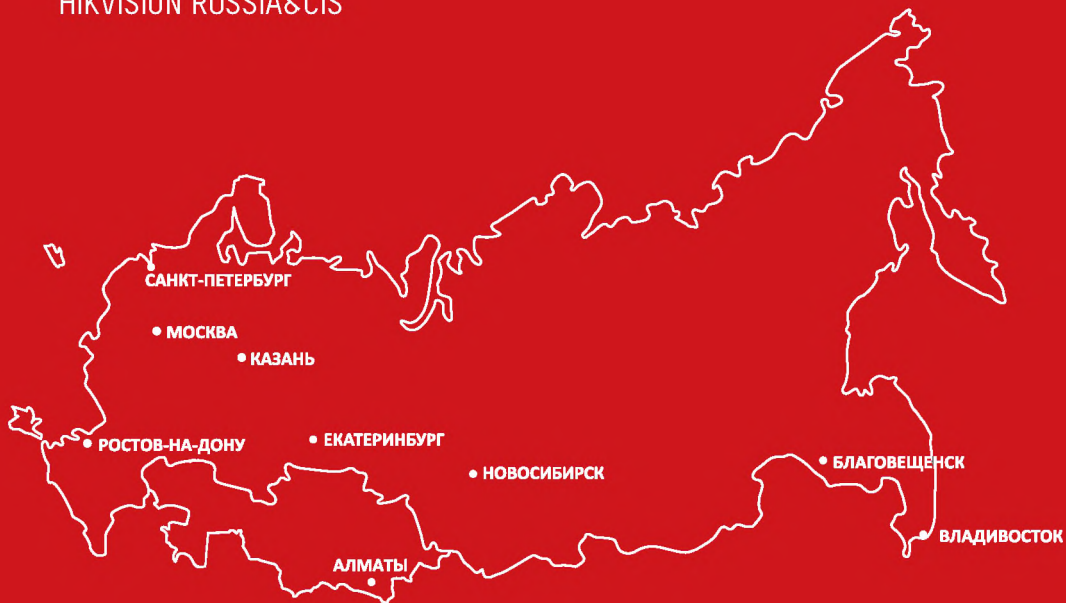 HIKVISION RUSSIA&CIS
САНКТ-ПЕТЕРБУРГ
МОСКВА
КАЗАНЬ
РОСТОВ-НА-ДОНУ
ЕКАТЕРИНБУРГ
НОВОСИБИРСК
БЛАГОВЕЩЕНСК
ВЛАДИВОСТОК
АЛМАТЫ